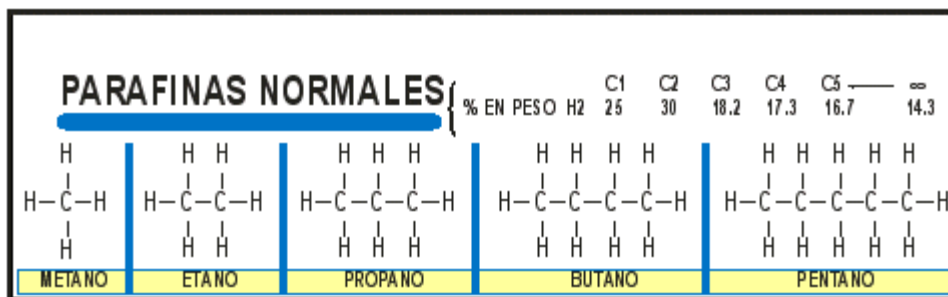 PARAFINAS NORMALES
C1 C2 C3 C4 C5 ∞
% EN PESO H2 25 30 18.2 17.3 16.7 14.3
H H H H H H H H H H H H H H H
H–C–H H–C–C–H H–C–C–C–H H–C–C–C–C–H H–C–C–C–C–C–H
H H H H H H H H H H H H H H H
METANO ETANO PROPANO BUTANO PENTANO